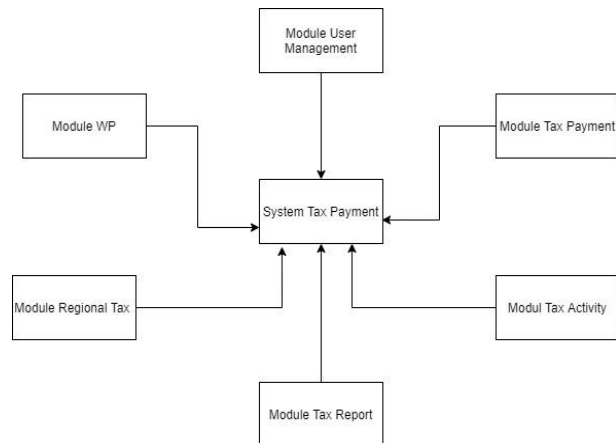 Module User
Management
Module WP
Module Tax Payment
System Tax Payment
Module Regional Tax
Modul Tax Activity
Module Tax Report